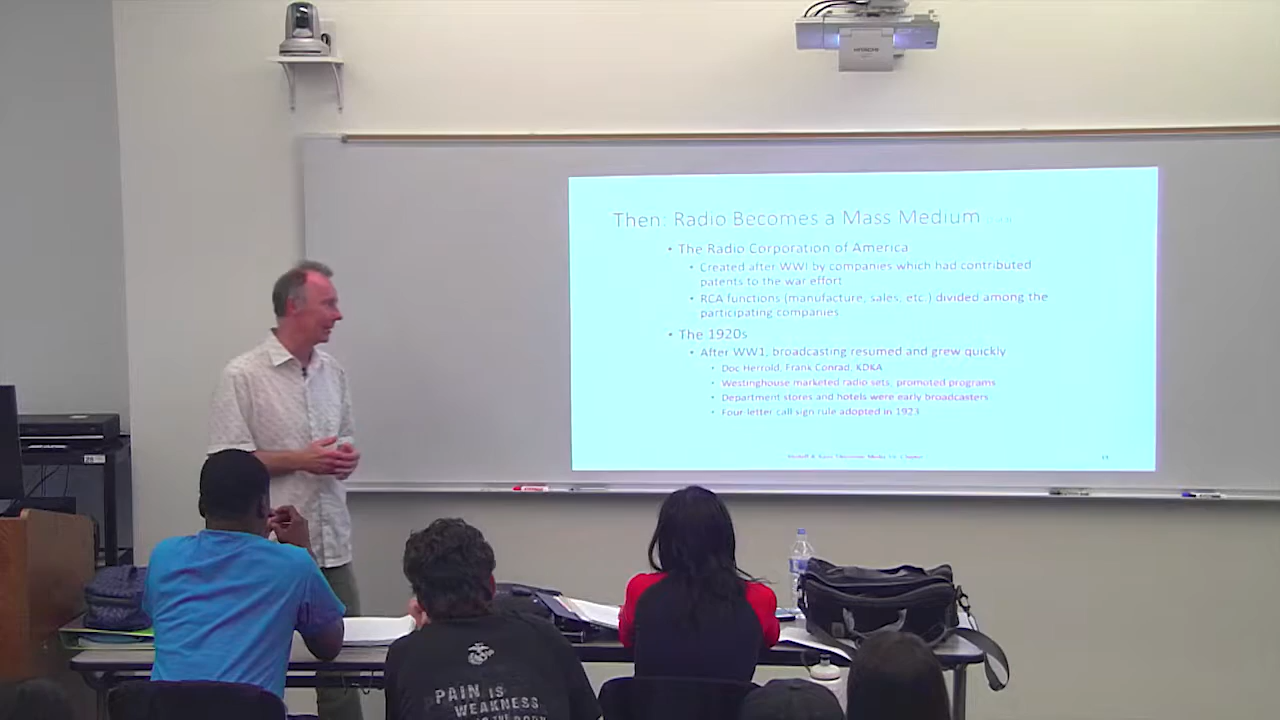 HITACHI
Then: Radio Becomes a Mass Medium
• The Radio Corporation of America
• Created after WWI by companies which had contributed
patents to the war effort
• RCA functions (manufacture, sales, etc.) divided among the
participating companies
• The 1920s
• After WW1, broadcasting resumed and grew quickly
• Doc Herrold, Frank Conrad, KDKA
• Westinghouse marketed radio sets, promoted programs
• Department stores and hotels were early broadcasters
• Four-letter call sign rule adopted in 1923
PAIN IS
WEAKNESS
THE BODY